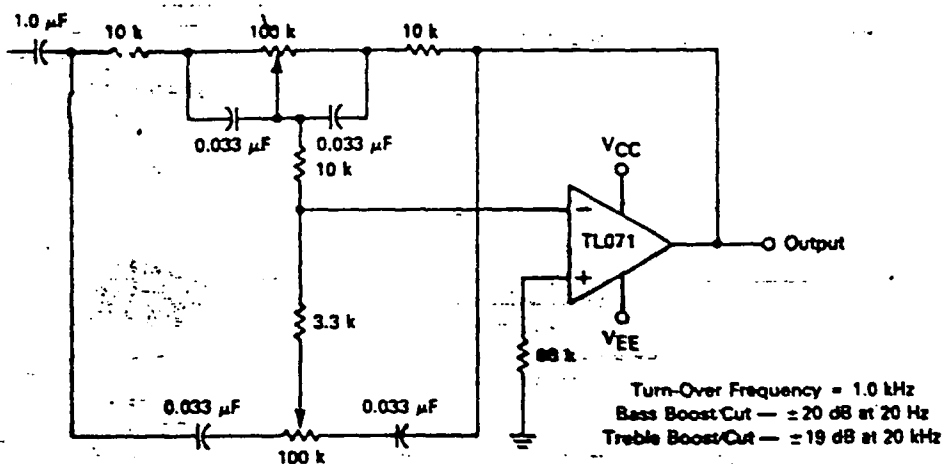 1.0 μF
10 k
100 k
10 k
0.033 μF
0.033 μF
10 k
VCC
TL071
Output
VEE
3.3 k
68 k
0.033 μF
0.033 μF
100 k
Turn-Over Frequency = 1.0 kHz
Bass Boost/Cut — ±20 dB at 20 Hz
Treble Boost/Cut — ±19 dB at 20 kHz